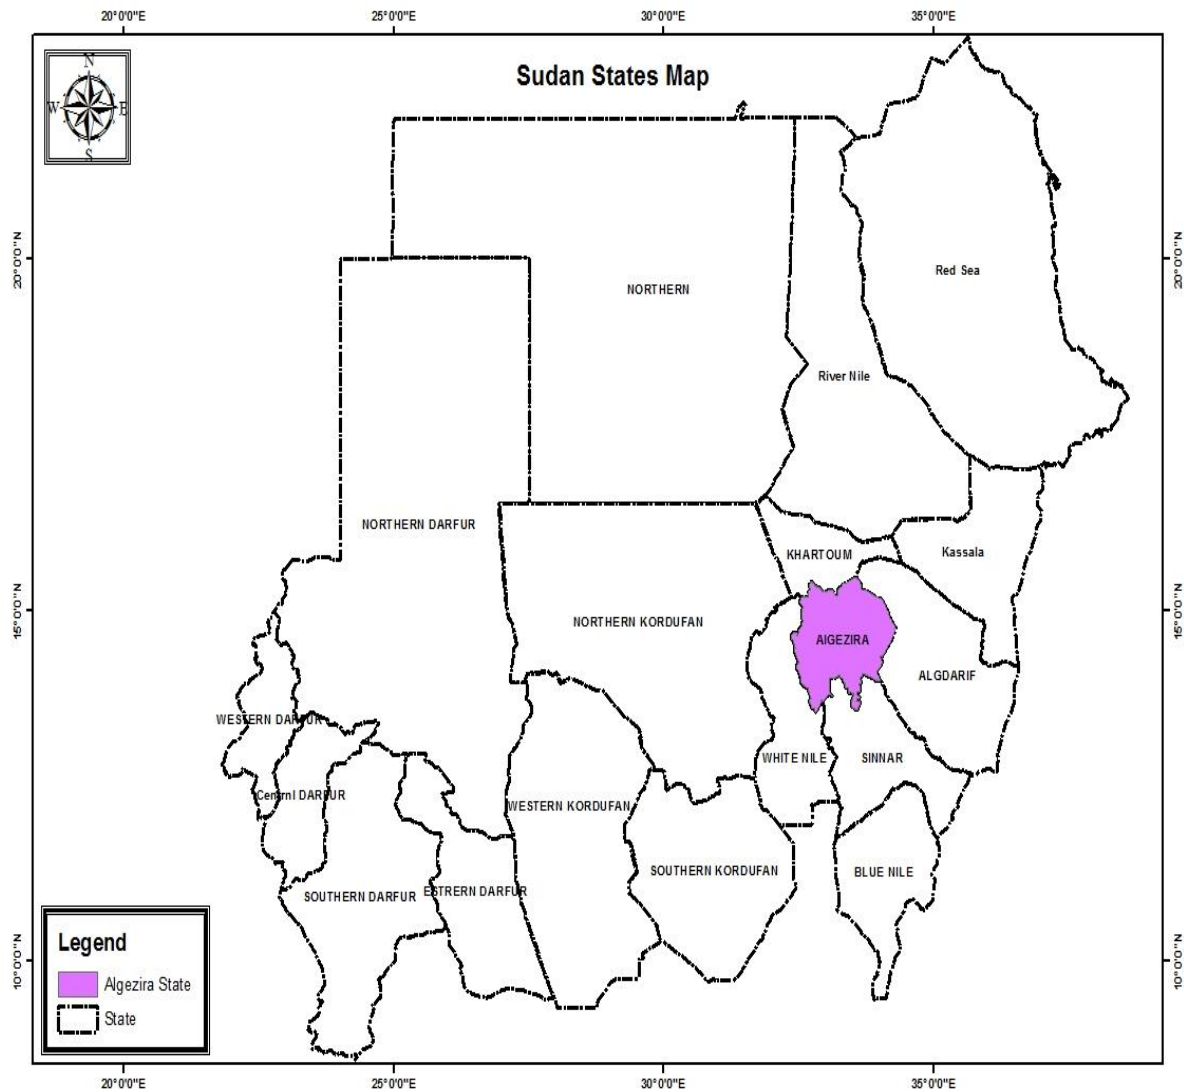 20°0'0"E 25°0'0"E 30°0'0"E 35°0'0"E
N
W E
S
Sudan States Map
20°0'0"N
20°0'0"N
NORTHERN
Red Sea
River Nile
NORTHERN DARFUR
KHARTOUM
Kassala
15°0'0"N
15°0'0"N
NORTHERN KORDUFAN
AIGEZIRA
ALGDARIF
WESTERN DARFUR
WHITE NILE
SINNAR
Centrnl DARFUR
WESTERN KORDUFAN
SOUTHERN KORDUFAN
BLUE NILE
SOUTHERN DARFUR
ESTRERN DARFUR
10°0'0"N
10°0'0"N
Legend
Algezira State
State
20°0'0"E 25°0'0"E 30°0'0"E 35°0'0"E